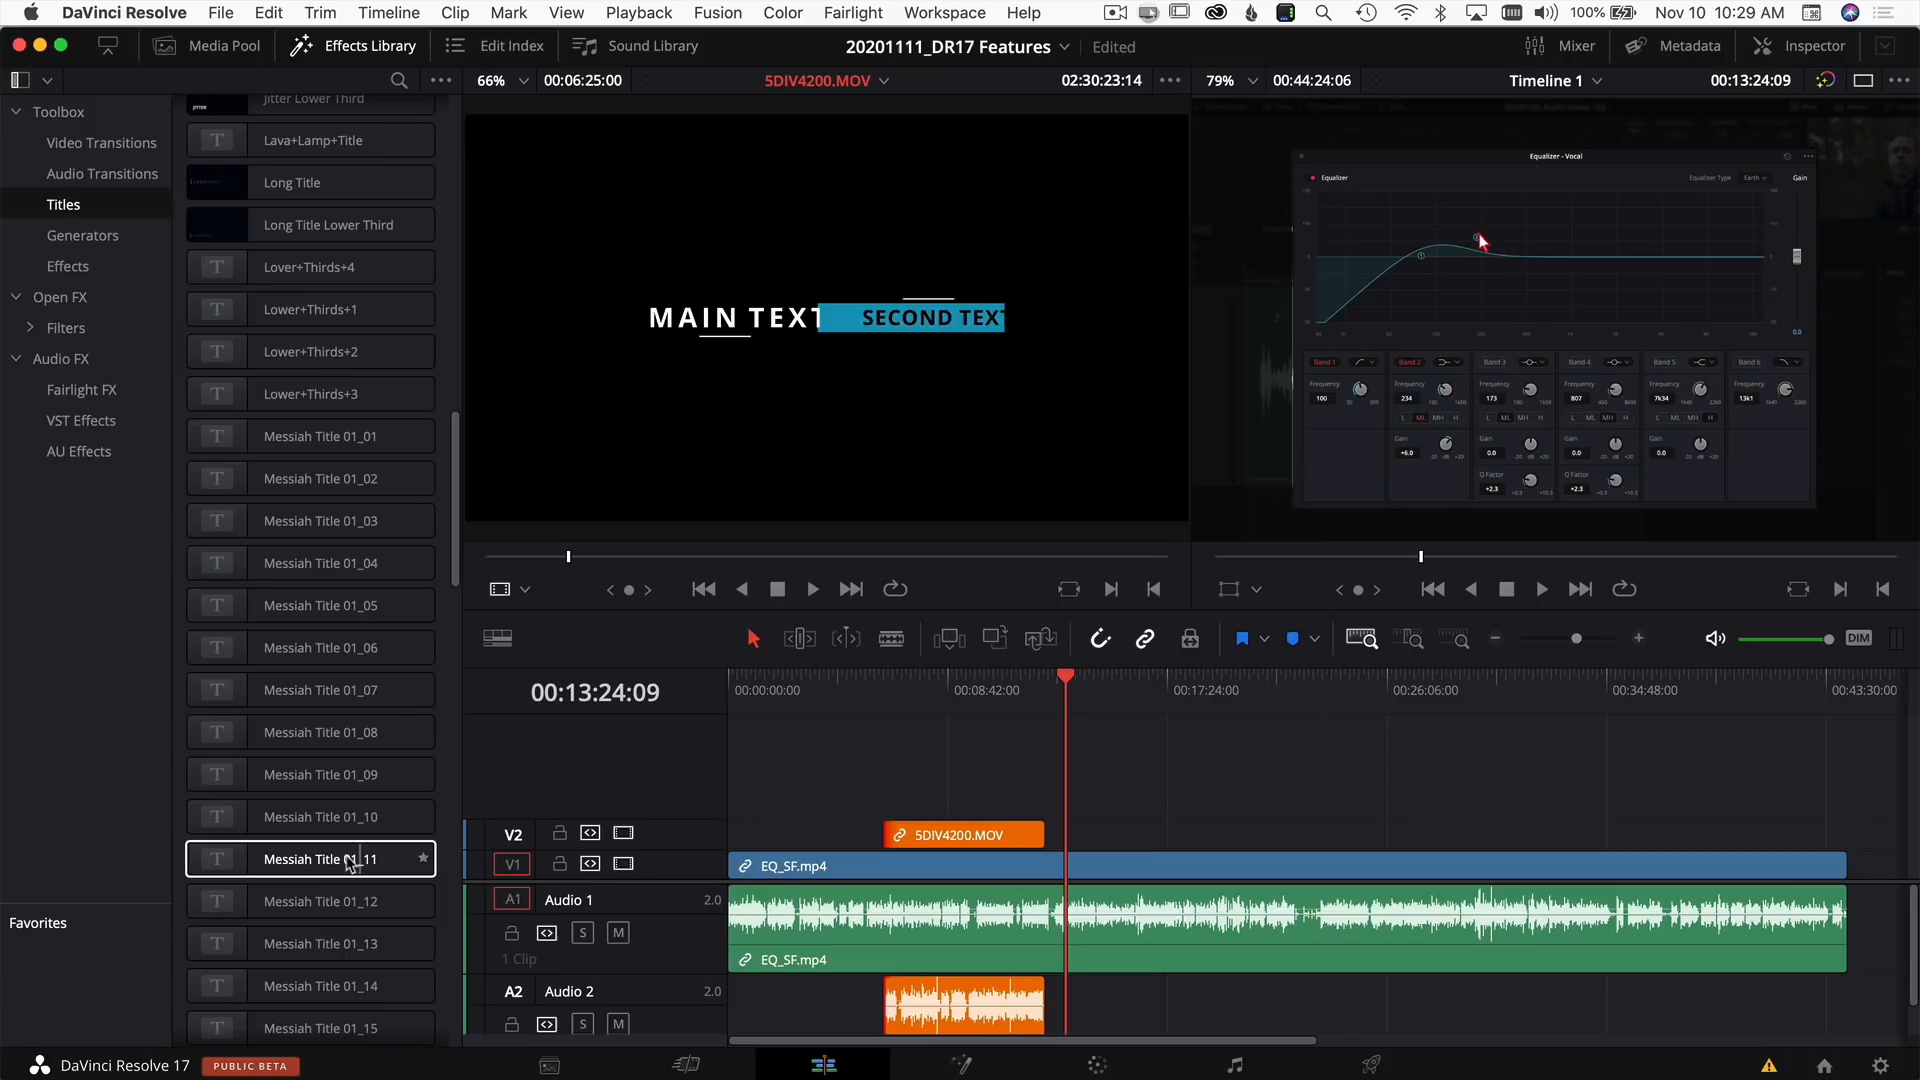 DaVinci Resolve File Edit Trim Timeline Clip Mark View Playback Fusion Color Fairlight Workspace Help 100% Nov 10 10:29 AM
Media Pool Effects Library Edit Index Sound Library 20201111_DR17 Features Edited Mixer Metadata Inspector
66% 00:06:25:00 5DIV4200.MOV 02:30:23:14 79% 00:44:24:06 Timeline 1 00:13:24:09
Toolbox
Video Transitions
Audio Transitions
Titles
Generators
Effects
Open FX
Filters
Audio FX
Fairlight FX
VST Effects
AU Effects
Favorites
JITTER
Jitter Lower Third
Lava+Lamp+Title
Long Title
Long Title Lower Third
Lover+Thirds+4
Lower+Thirds+1
Lower+Thirds+2
Lower+Thirds+3
Messiah Title 01_01
Messiah Title 01_02
Messiah Title 01_03
Messiah Title 01_04
Messiah Title 01_05
Messiah Title 01_06
Messiah Title 01_07
Messiah Title 01_08
Messiah Title 01_09
Messiah Title 01_10
Messiah Title 01_11
Messiah Title 01_12
Messiah Title 01_13
Messiah Title 01_14
Messiah Title 01_15
MAIN TEXT SECOND TEXT
Equalizer - Vocal
Equalizer Equalizer Type Earth Gain
0.0
Band 1 Band 2 Band 3 Band 4 Band 5 Band 6
Frequency Frequency Frequency Frequency Frequency Frequency
100 234 173 807 7k34 13k1
L ML MH H L ML MH H L ML MH H L ML MH H
Gain Gain Gain Gain
+6.0 0.0 0.0 0.0
Q Factor Q Factor
+2.3 +2.3
DIM
00:13:24:09 00:00:00:00 00:08:42:00 00:17:24:00 00:26:06:00 00:34:48:00 00:43:30:00
V2 5DIV4200.MOV
V1 EQ_SF.mp4
A1 Audio 1 2.0
S M
1 Clip EQ_SF.mp4
A2 Audio 2 2.0
S M
DaVinci Resolve 17 PUBLIC BETA